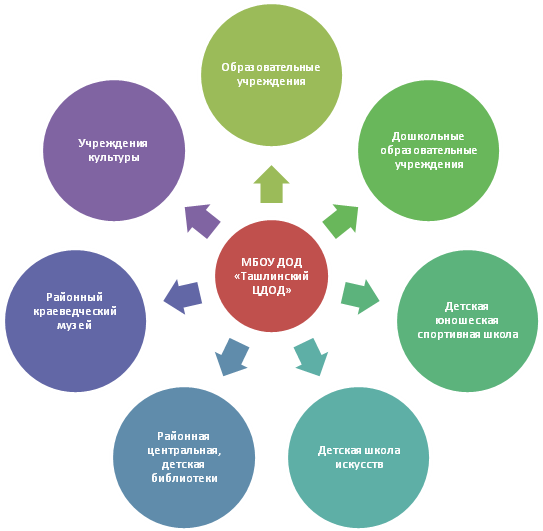 Образовательные
учреждения
Дошкольные
образовательные
учреждения
Учреждения
культуры
МБОУ ДОД
«Ташлинский
ЦДОД»
Районный
краеведческий
музей
Детская
юношеская
спортивная школа
Районная
центральная,
детская
библиотеки
Детская школа
искусств